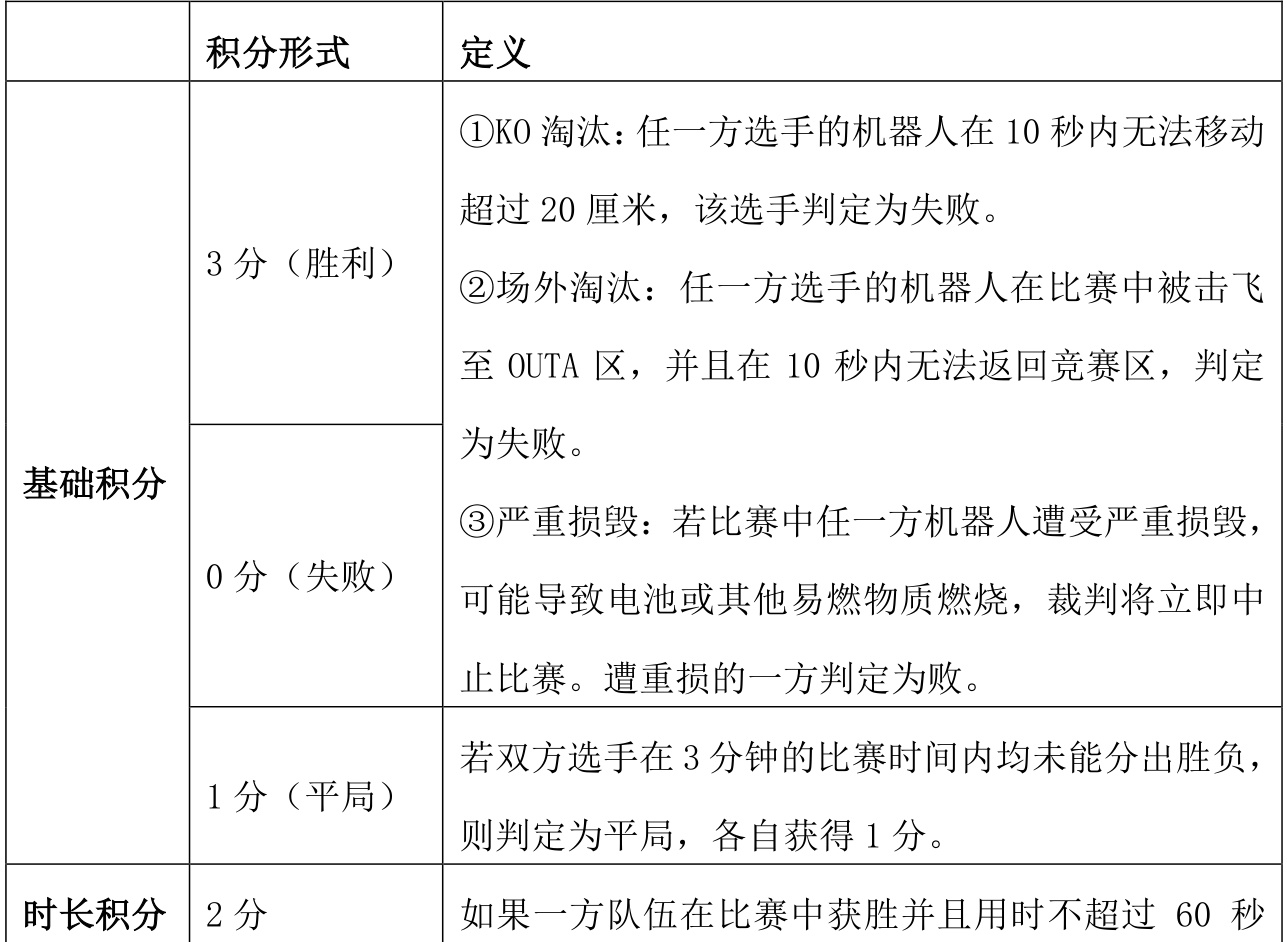 积分形式 定义
基础积分
3 分（胜利）
①KO 淘汰：任一方选手的机器人在 10 秒内无法移动
超过 20 厘米，该选手判定为失败。
②场外淘汰：任一方选手的机器人在比赛中被击飞
至 OUTA 区，并且在 10 秒内无法返回竞赛区，判定
为失败。
③严重损毁：若比赛中任一方机器人遭受严重损毁，
可能导致电池或其他易燃物质燃烧，裁判将立即中
止比赛。遭重损的一方判定为败。
0 分（失败）
1 分（平局）
若双方选手在 3 分钟的比赛时间内均未能分出胜负，
则判定为平局，各自获得 1 分。
时长积分 2 分 如果一方队伍在比赛中获胜并且用时不超过 60 秒